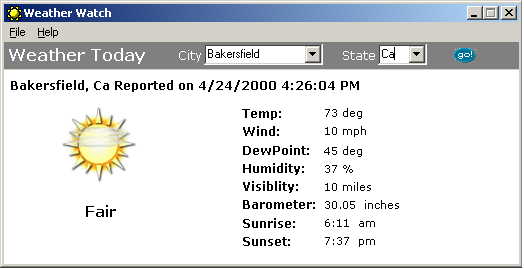 Weather Watch
File Help
Weather Today City Bakersfield State Ca go!
Bakersfield, Ca Reported on 4/24/2000 4:26:04 PM
Temp: 73 deg
Wind: 10 mph
DewPoint: 45 deg
Humidity: 37 %
Visiblity: 10 miles
Barometer: 30.05 inches
Sunrise: 6:11 am
Sunset: 7:37 pm
Fair